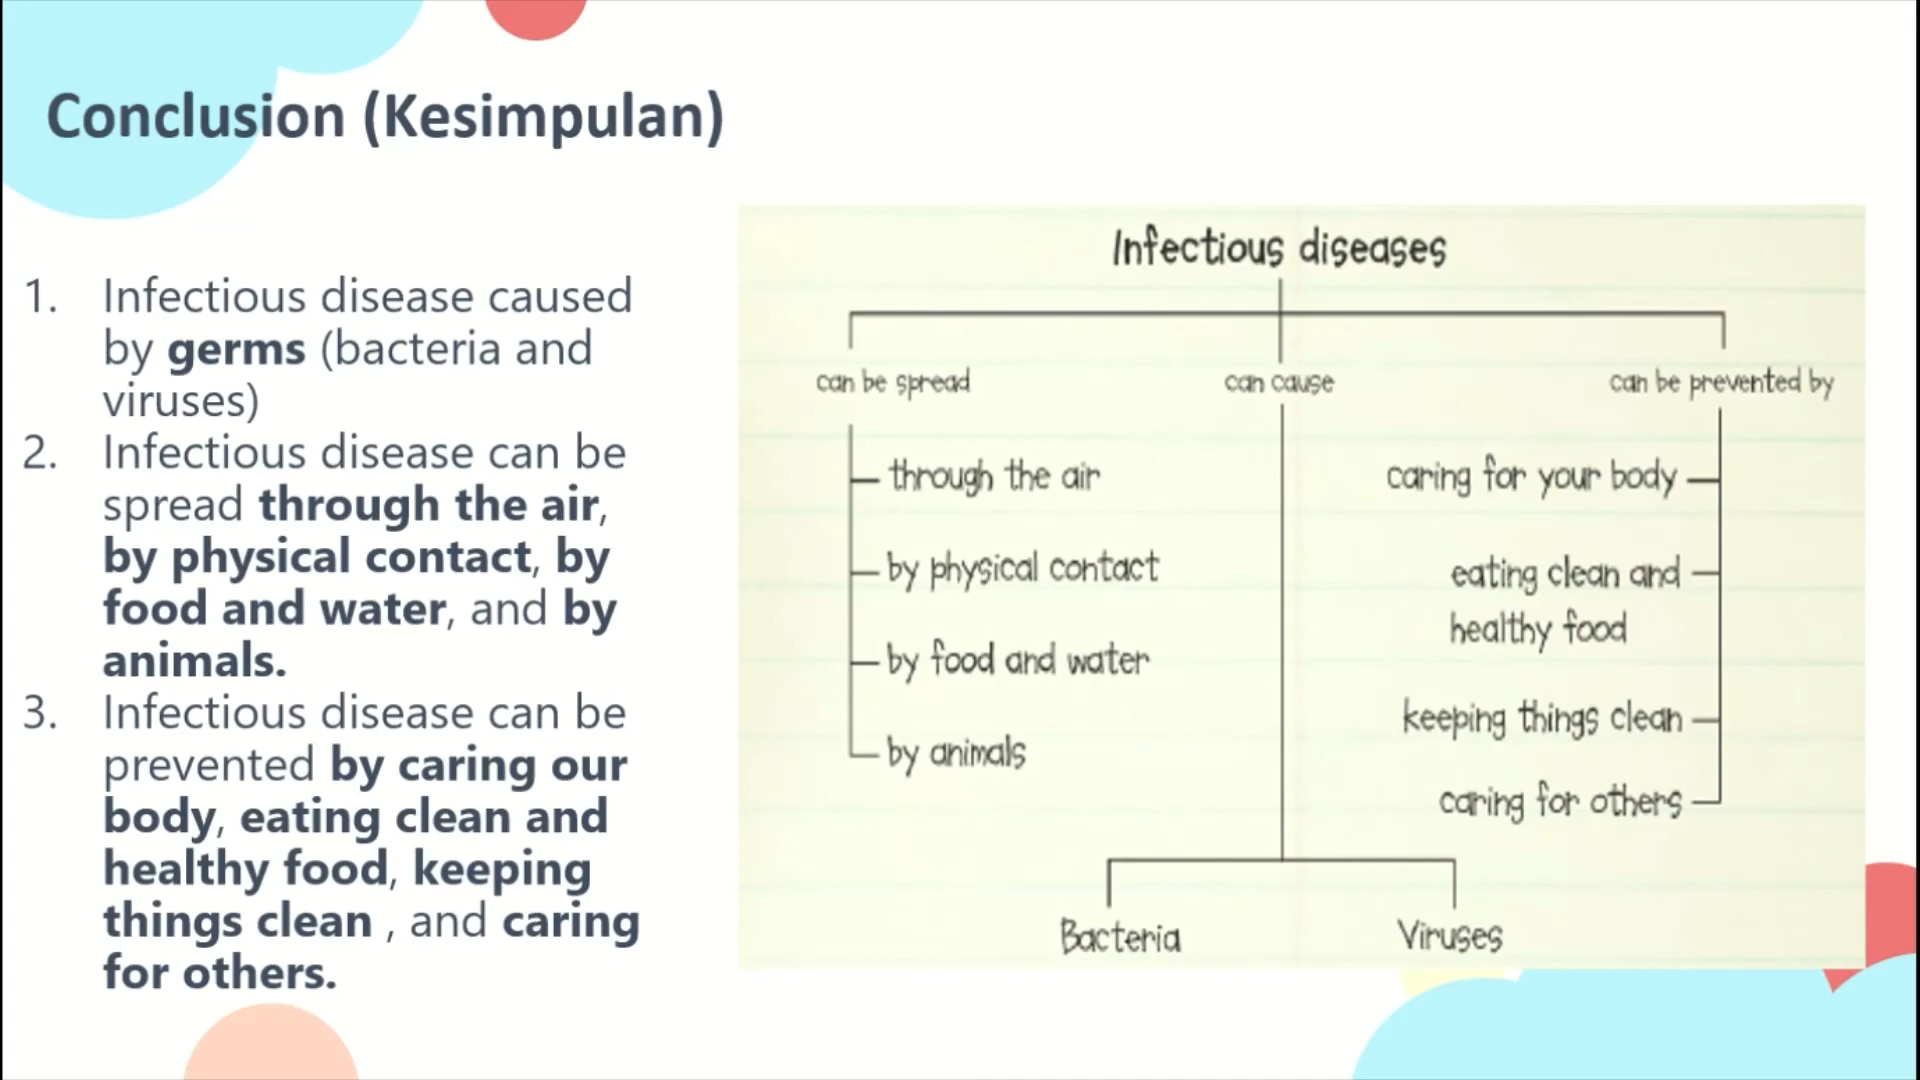 Conclusion (Kesimpulan)
1. Infectious disease caused
by germs (bacteria and
viruses)
2. Infectious disease can be
spread through the air,
by physical contact, by
food and water, and by
animals.
3. Infectious disease can be
prevented by caring our
body, eating clean and
healthy food, keeping
things clean , and caring
for others.
Infectious diseases
can be spread
through the air
by physical contact
by food and water
by animals
can cause
Bacteria
Viruses
can be prevented by
caring for your body
eating clean and
healthy food
keeping things clean
caring for others